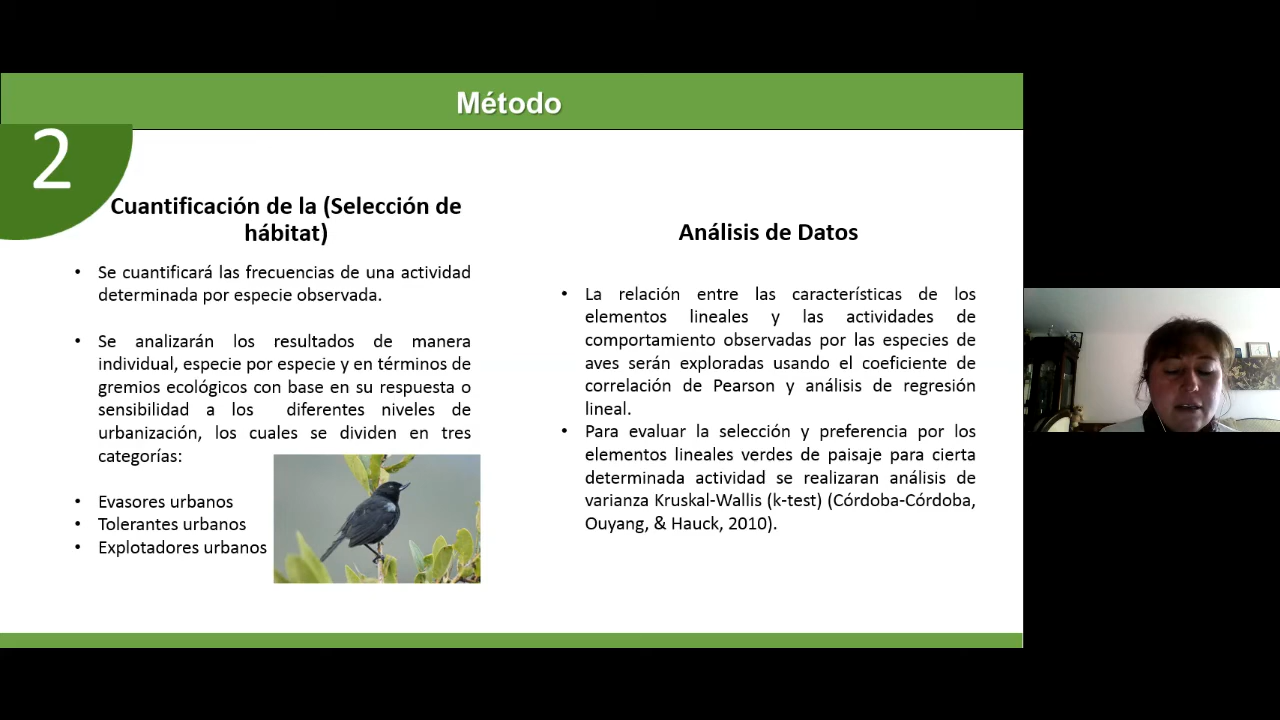 Método
2
Cuantificación de la (Selección de
hábitat)
• Se cuantificará las frecuencias de una actividad
determinada por especie observada.
• Se analizarán los resultados de manera
individual, especie por especie y en términos de
gremios ecológicos con base en su respuesta o
sensibilidad a los diferentes niveles de
urbanización, los cuales se dividen en tres
categorías:
• Evasores urbanos
• Tolerantes urbanos
• Explotadores urbanos
Análisis de Datos
• La relación entre las características de los
elementos lineales y las actividades de
comportamiento observadas por las especies de
aves serán exploradas usando el coeficiente de
correlación de Pearson y análisis de regresión
lineal.
• Para evaluar la selección y preferencia por los
elementos lineales verdes de paisaje para cierta
determinada actividad se realizaran análisis de
varianza Kruskal-Wallis (k-test) (Córdoba-Córdoba,
Ouyang, & Hauck, 2010).